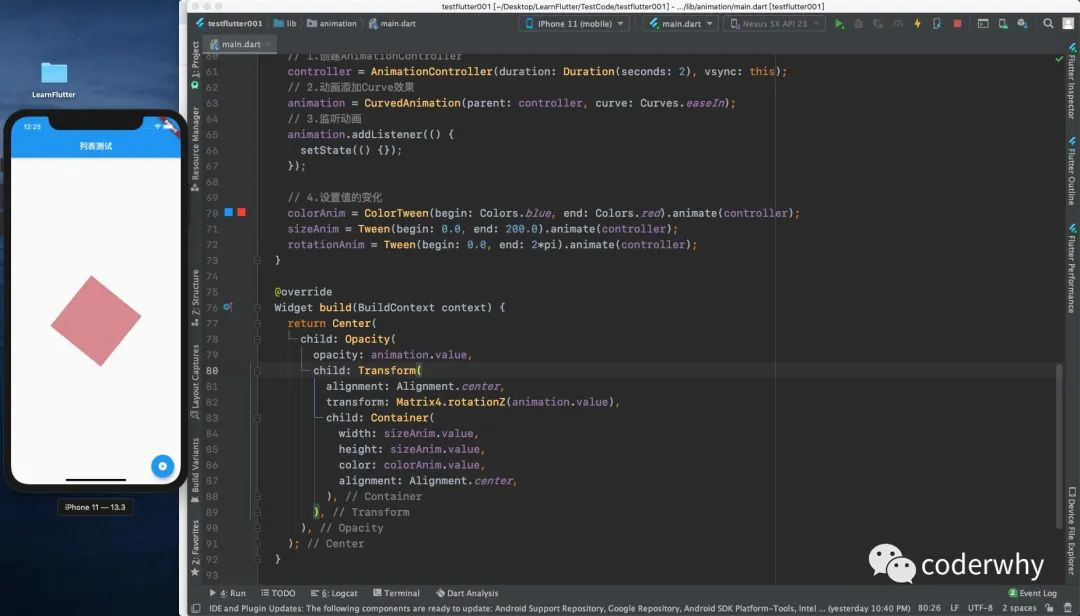 testflutter001 [~/Desktop/LearnFlutter/TestCode/testflutter001] - .../lib/animation/main.dart [testflutter001]
testflutter001 lib animation main.dart iPhone 11 (mobile) main.dart Nexus 5X API 23
main.dart
LearnFlutter
12:25
列表测试
iPhone 11 — 13.3
1: Project
Resource Manager
Z: Structure
Layout Captures
Build Variants
2: Favorites
60 // 1.创建AnimationController
61 controller = AnimationController(duration: Duration(seconds: 2), vsync: this);
62 // 2.动画添加Curve效果
63 animation = CurvedAnimation(parent: controller, curve: Curves.easeIn);
64 // 3.监听动画
65 animation.addListener(() {
66 setState(() {});
67 });
68
69 // 4.设置值的变化
70 colorAnim = ColorTween(begin: Colors.blue, end: Colors.red).animate(controller);
71 sizeAnim = Tween(begin: 0.0, end: 200.0).animate(controller);
72 rotationAnim = Tween(begin: 0.0, end: 2*pi).animate(controller);
73 }
74
75 @override
76 Widget build(BuildContext context) {
77 return Center(
78 child: Opacity(
79 opacity: animation.value,
80 child: Transform(
81 alignment: Alignment.center,
82 transform: Matrix4.rotationZ(animation.value),
83 child: Container(
84 width: sizeAnim.value,
85 height: sizeAnim.value,
86 color: colorAnim.value,
87 alignment: Alignment.center,
88 ), // Container
89 ), // Transform
90 ), // Opacity
91 ); // Center
92 }
93
Flutter Inspector
Flutter Outline
Flutter Performance
Device File Explorer
coderwhy
4: Run TODO 6: Logcat Terminal Dart Analysis 2 Event Log
IDE and Plugin Updates: The following components are ready to update: Android Support Repository, Google Repository, Android SDK Platform-Tools, Intel ... (yesterday 10:40 PM) 80:26 LF UTF-8 2 spaces